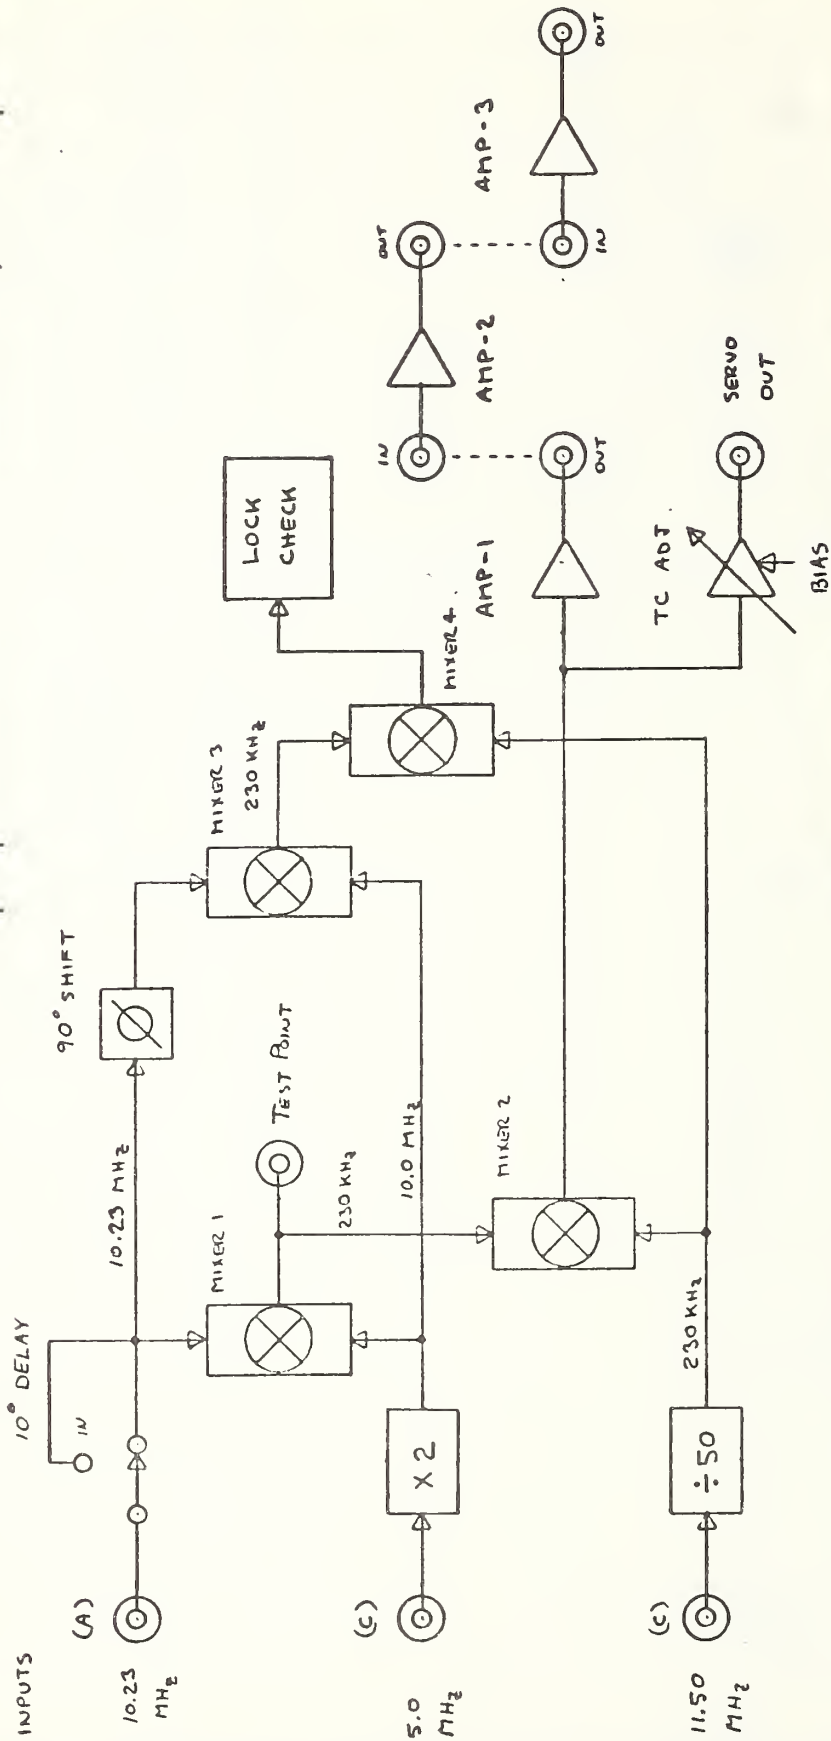 INPUTS
(A)
10.23
MHz
10° DELAY
IN
10.23 MHz
90° SHIFT
MIXER 1
TEST POINT
230 KHz
MIXER 3
230 KHz
LOCK
CHECK
(C)
5.0
MHz
X 2
10.0 MHz
MIXER 4
MIXER 2
IN
AMP-2
OUT
AMP-1
OUT
IN
AMP-3
OUT
(C)
11.50
MHz
÷50
230 KHz
TC ADJ
BIAS
SERVO
OUT